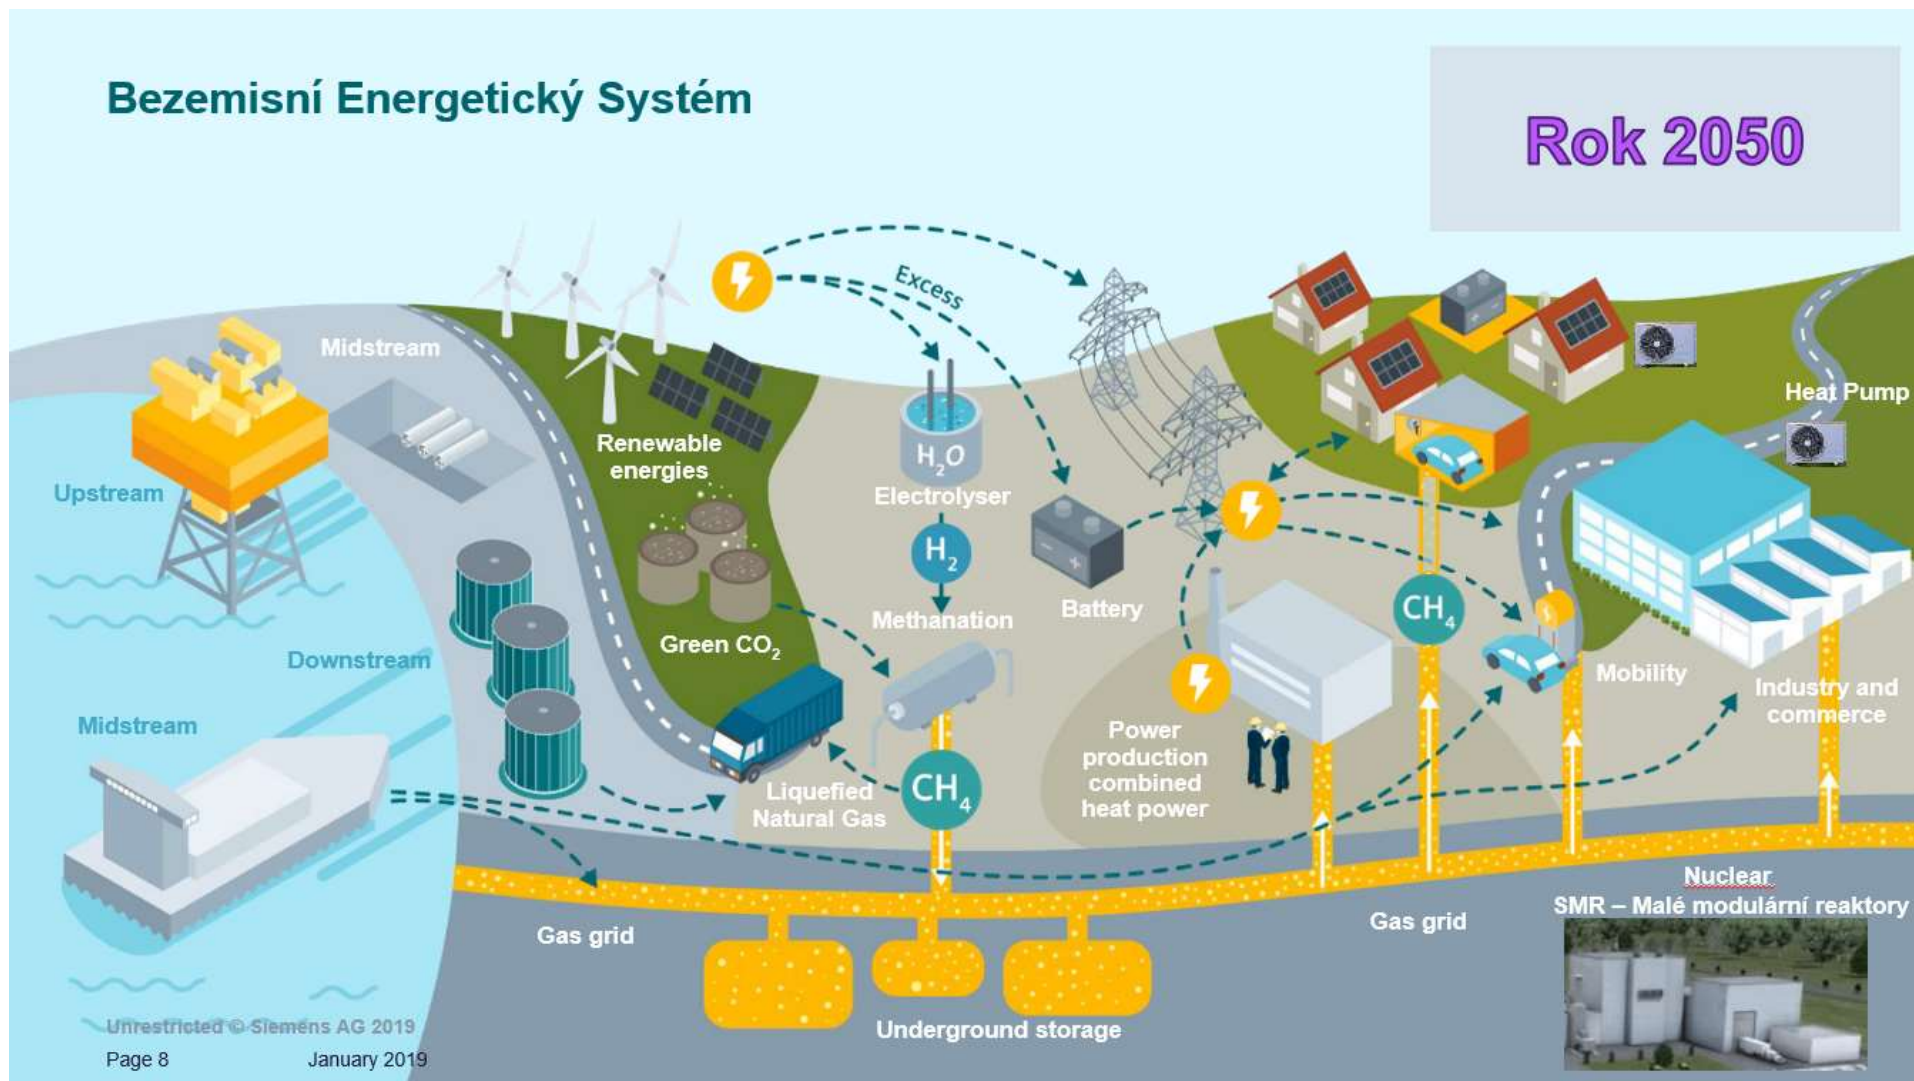 Bezemisní Energetický Systém
Rok 2050
Excess
Midstream
Heat Pump
Renewable
energies
H2O
Upstream
Electrolyser
H2
CH4
Battery
Methanation
Green CO2
Downstream
Mobility
Midstream
Industry and
commerce
Power
production
combined
heat power
Liquefied
Natural Gas
CH4
Nuclear
SMR – Malé modulární reaktory
Gas grid
Gas grid
Underground storage
Unrestricted © Siemens AG 2019
Page 8 January 2019